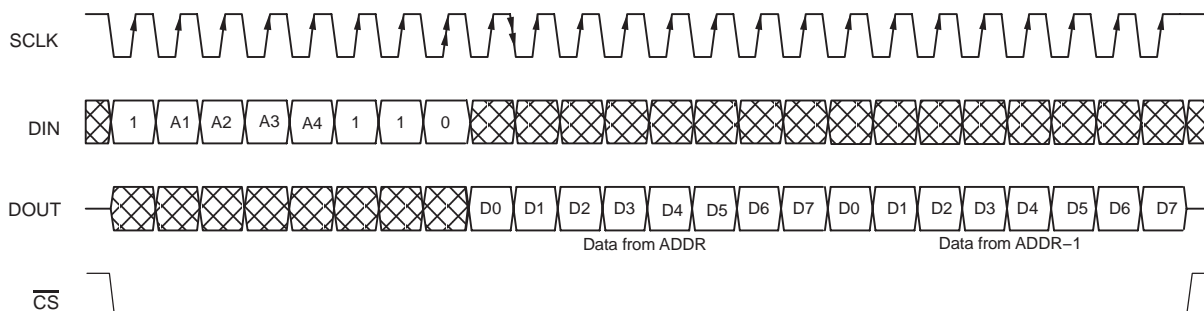 SCLK
DIN 1 A1 A2 A3 A4 1 1 0
DOUT D0 D1 D2 D3 D4 D5 D6 D7 D0 D1 D2 D3 D4 D5 D6 D7
Data from ADDR Data from ADDR−1
CS